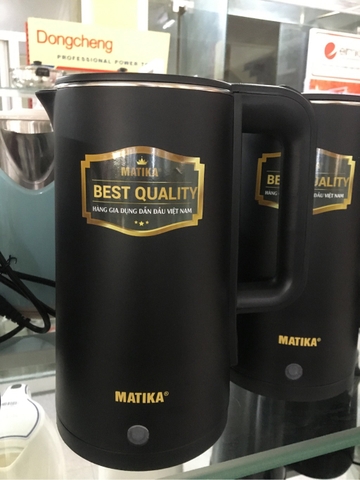 Dongcheng
PROFESSIONAL POWER
MATIKA
BEST QUALITY
HÀNG GIA DỤNG DẪN ĐẦU VIỆT NAM
MATIKA®
MATIKA®